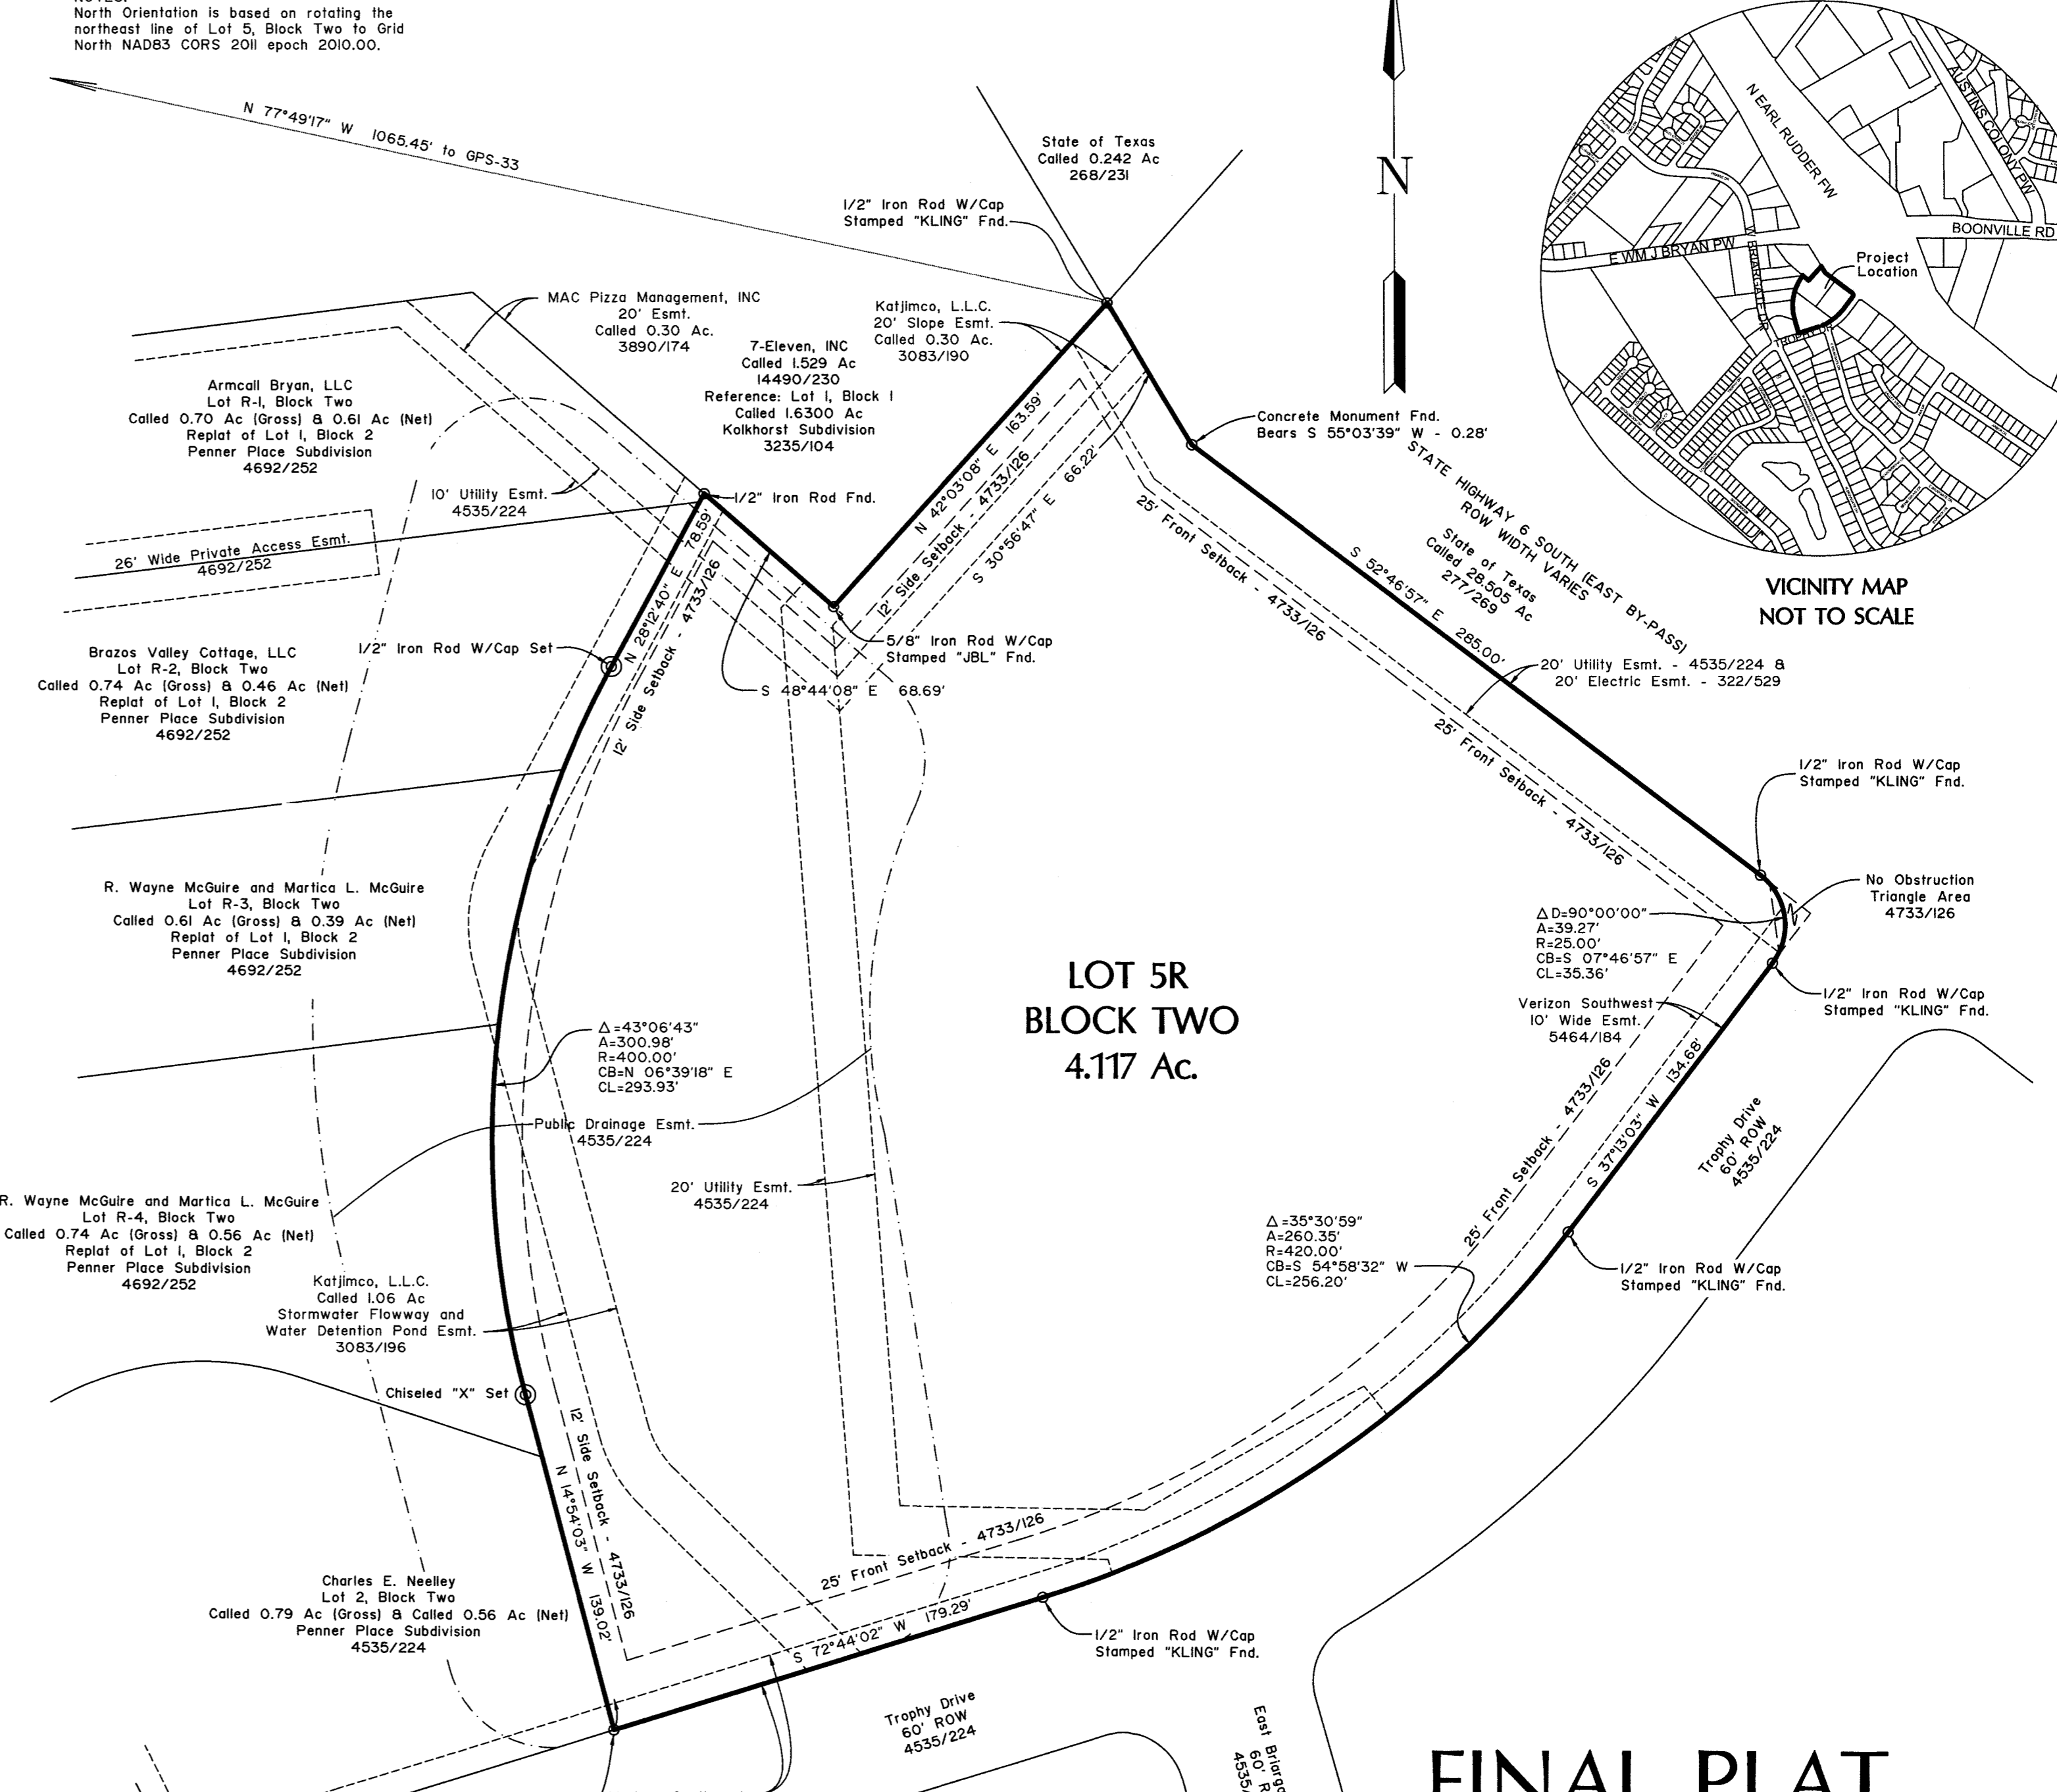 North Orientation is based on rotating the
northeast line of Lot 5, Block Two to Grid
North NAD83 CORS 2011 epoch 2010.00.
N 77°49'17" W 1065.45' to GPS-33
State of Texas
Called 0.242 Ac
268/231
1/2" Iron Rod W/Cap
Stamped "KLING" Fnd.
N
N EARL RUDDER FW
AUSTINS COLONY PW
BOONVILLE RD
E WM J BRYAN PW
W BRIARGATE DR
TROPHY DR
Project
Location
VICINITY MAP
NOT TO SCALE
MAC Pizza Management, INC
20' Esmt.
Called 0.30 Ac.
3890/174
Katjimco, L.L.C.
20' Slope Esmt.
Called 0.30 Ac.
3083/190
7-Eleven, INC
Called 1.529 Ac
14490/230
Reference: Lot 1, Block 1
Called 1.6300 Ac
Kolkhorst Subdivision
3235/104
Armcall Bryan, LLC
Lot R-1, Block Two
Called 0.70 Ac (Gross) & 0.61 Ac (Net)
Replat of Lot 1, Block 2
Penner Place Subdivision
4692/252
10' Utility Esmt.
4535/224
1/2" Iron Rod Fnd.
26' Wide Private Access Esmt.
4692/252
N 42°03'08" E 163.59'
12' Side Setback - 4733/126
S 30°56'47" E 66.22'
Concrete Monument Fnd.
Bears S 55°03'39" W - 0.28'
STATE HIGHWAY 6 SOUTH (EAST BY-PASS)
ROW WIDTH VARIES
State of Texas
Called 28.505 Ac
277/269
25' Front Setback - 4733/126
S 52°46'57" E 285.00'
20' Utility Esmt. - 4535/224 &
20' Electric Esmt. - 322/529
25' Front Setback - 4733/126
N 28°12'40" E 78.59'
12' Side Setback - 4733/126
1/2" Iron Rod W/Cap Set
5/8" Iron Rod W/Cap
Stamped "JBL" Fnd.
S 48°44'08" E 68.69'
Brazos Valley Cottage, LLC
Lot R-2, Block Two
Called 0.74 Ac (Gross) & 0.46 Ac (Net)
Replat of Lot 1, Block 2
Penner Place Subdivision
4692/252
1/2" Iron Rod W/Cap
Stamped "KLING" Fnd.
No Obstruction
Triangle Area
4733/126
R. Wayne McGuire and Martica L. McGuire
Lot R-3, Block Two
Called 0.61 Ac (Gross) & 0.39 Ac (Net)
Replat of Lot 1, Block 2
Penner Place Subdivision
4692/252
ΔD=90°00'00"
A=39.27'
R=25.00'
CB=S 07°46'57" E
CL=35.36'
LOT 5R
BLOCK TWO
4.117 Ac.
Verizon Southwest
10' Wide Esmt.
5464/184
1/2" Iron Rod W/Cap
Stamped "KLING" Fnd.
Δ=43°06'43"
A=300.98'
R=400.00'
CB=N 06°39'18" E
CL=293.93'
Public Drainage Esmt.
4535/224
25' Front Setback - 4733/126
S 37°13'03" W 134.68'
Trophy Drive
60' ROW
4535/224
20' Utility Esmt.
4535/224
R. Wayne McGuire and Martica L. McGuire
Lot R-4, Block Two
Called 0.74 Ac (Gross) & 0.56 Ac (Net)
Replat of Lot 1, Block 2
Penner Place Subdivision
4692/252
Δ=35°30'59"
A=260.35'
R=420.00'
CB=S 54°58'32" W
CL=256.20'
1/2" Iron Rod W/Cap
Stamped "KLING" Fnd.
Katjimco, L.L.C.
Called 1.06 Ac
Stormwater Flowway and
Water Detention Pond Esmt.
3083/196
Chiseled "X" Set
12' Side Setback - 4733/126
N 14°54'03" W 139.02'
25' Front Setback - 4733/126
S 72°44'02" W 179.29'
Charles E. Neelley
Lot 2, Block Two
Called 0.79 Ac (Gross) & Called 0.56 Ac (Net)
Penner Place Subdivision
4535/224
1/2" Iron Rod W/Cap
Stamped "KLING" Fnd.
Trophy Drive
60' ROW
4535/224
East
60'
FINAL PLAT